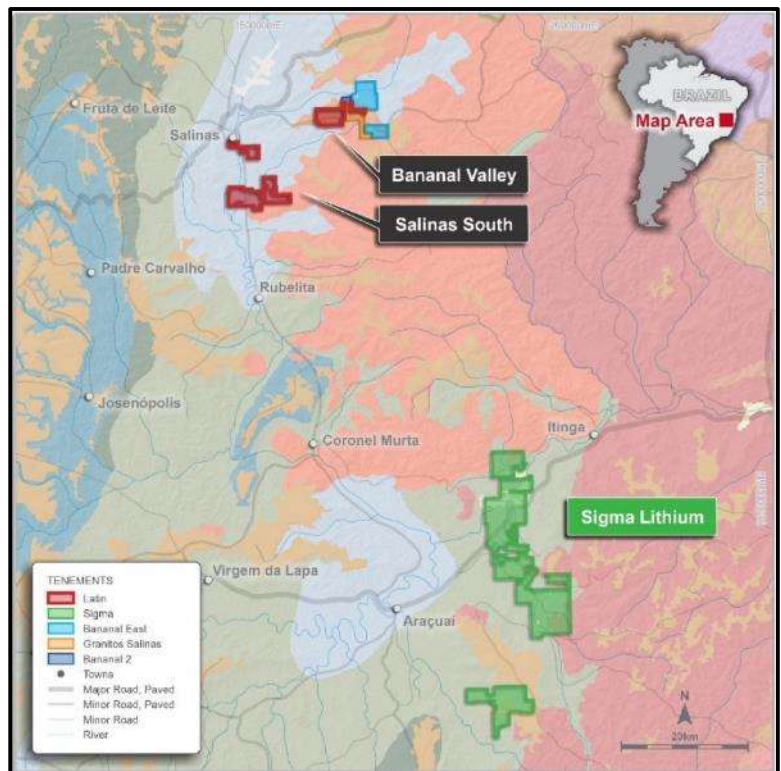 BRAZIL
Map Area
Fruta de Leite
Salinas
Bananal Valley
Salinas South
Padre Carvalho
Rubelita
Josenópolis
Coronel Murta
Itinga
Sigma Lithium
Virgem da Lapa
Araçuaí
TENEMENTS
Latin
Sigma
Bananal East
Granitos Salinas
Bananal 2
Towns
Major Road, Paved
Minor Road, Paved
Minor Road
River
N
20km